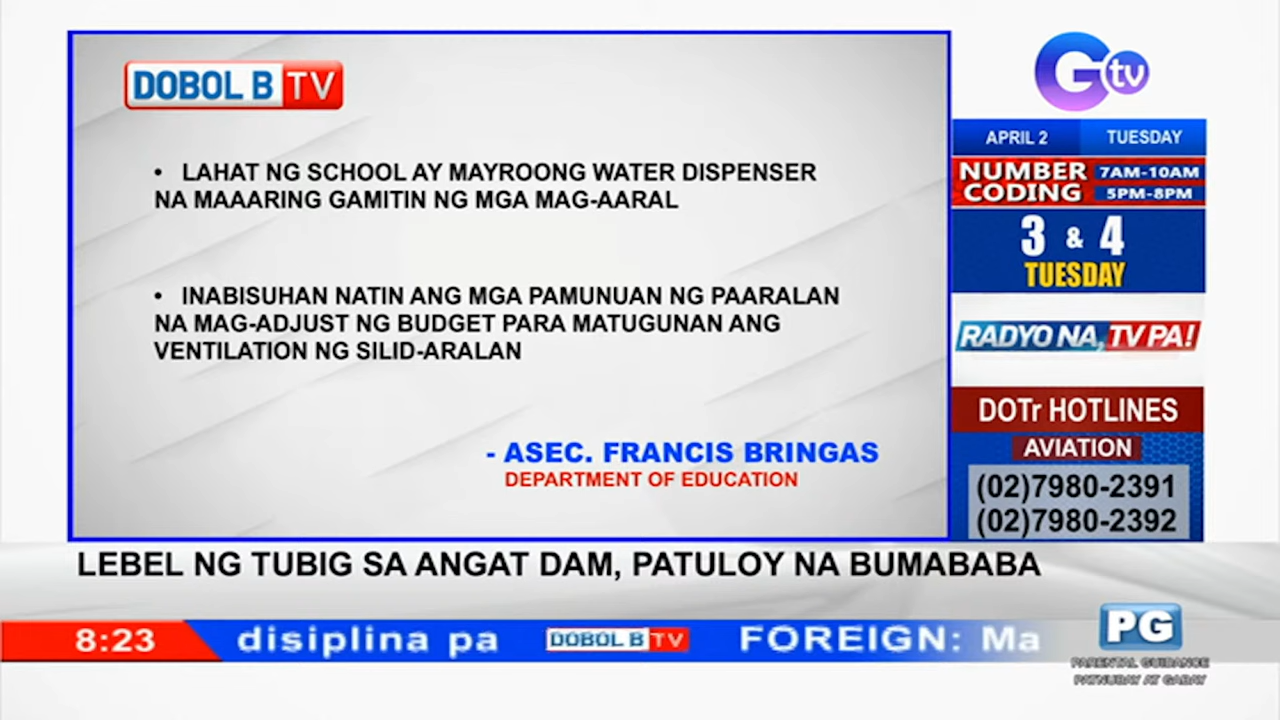 DOBOL B TV
• LAHAT NG SCHOOL AY MAYROONG WATER DISPENSER
NA MAAARING GAMITIN NG MGA MAG-AARAL
• INABISUHAN NATIN ANG MGA PAMUNUAN NG PAARALAN
NA MAG-ADJUST NG BUDGET PARA MATUGUNAN ANG
VENTILATION NG SILID-ARALAN
- ASEC. FRANCIS BRINGAS
DEPARTMENT OF EDUCATION
Gtv
APRIL 2 TUESDAY
NUMBER CODING
7AM-10AM
5PM-8PM
3 & 4
TUESDAY
RADYO NA, TV PA!
DOTr HOTLINES
AVIATION
(02)7980-2391
(02)7980-2392
LEBEL NG TUBIG SA ANGAT DAM, PATULOY NA BUMABABA
8:23 disiplina pa DOBOL B TV FOREIGN: Ma
PG
PARENTAL GUIDANCE
PATNUBAY AT GABAY